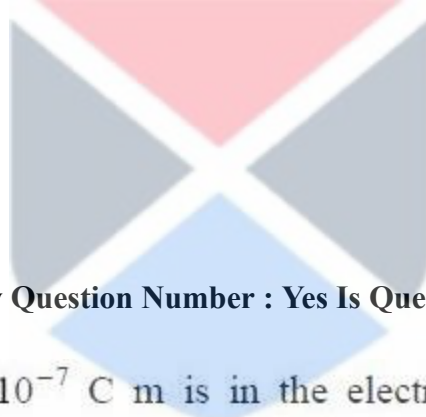 Question Number : Yes Is Que
10⁻⁷ C m is in the electr